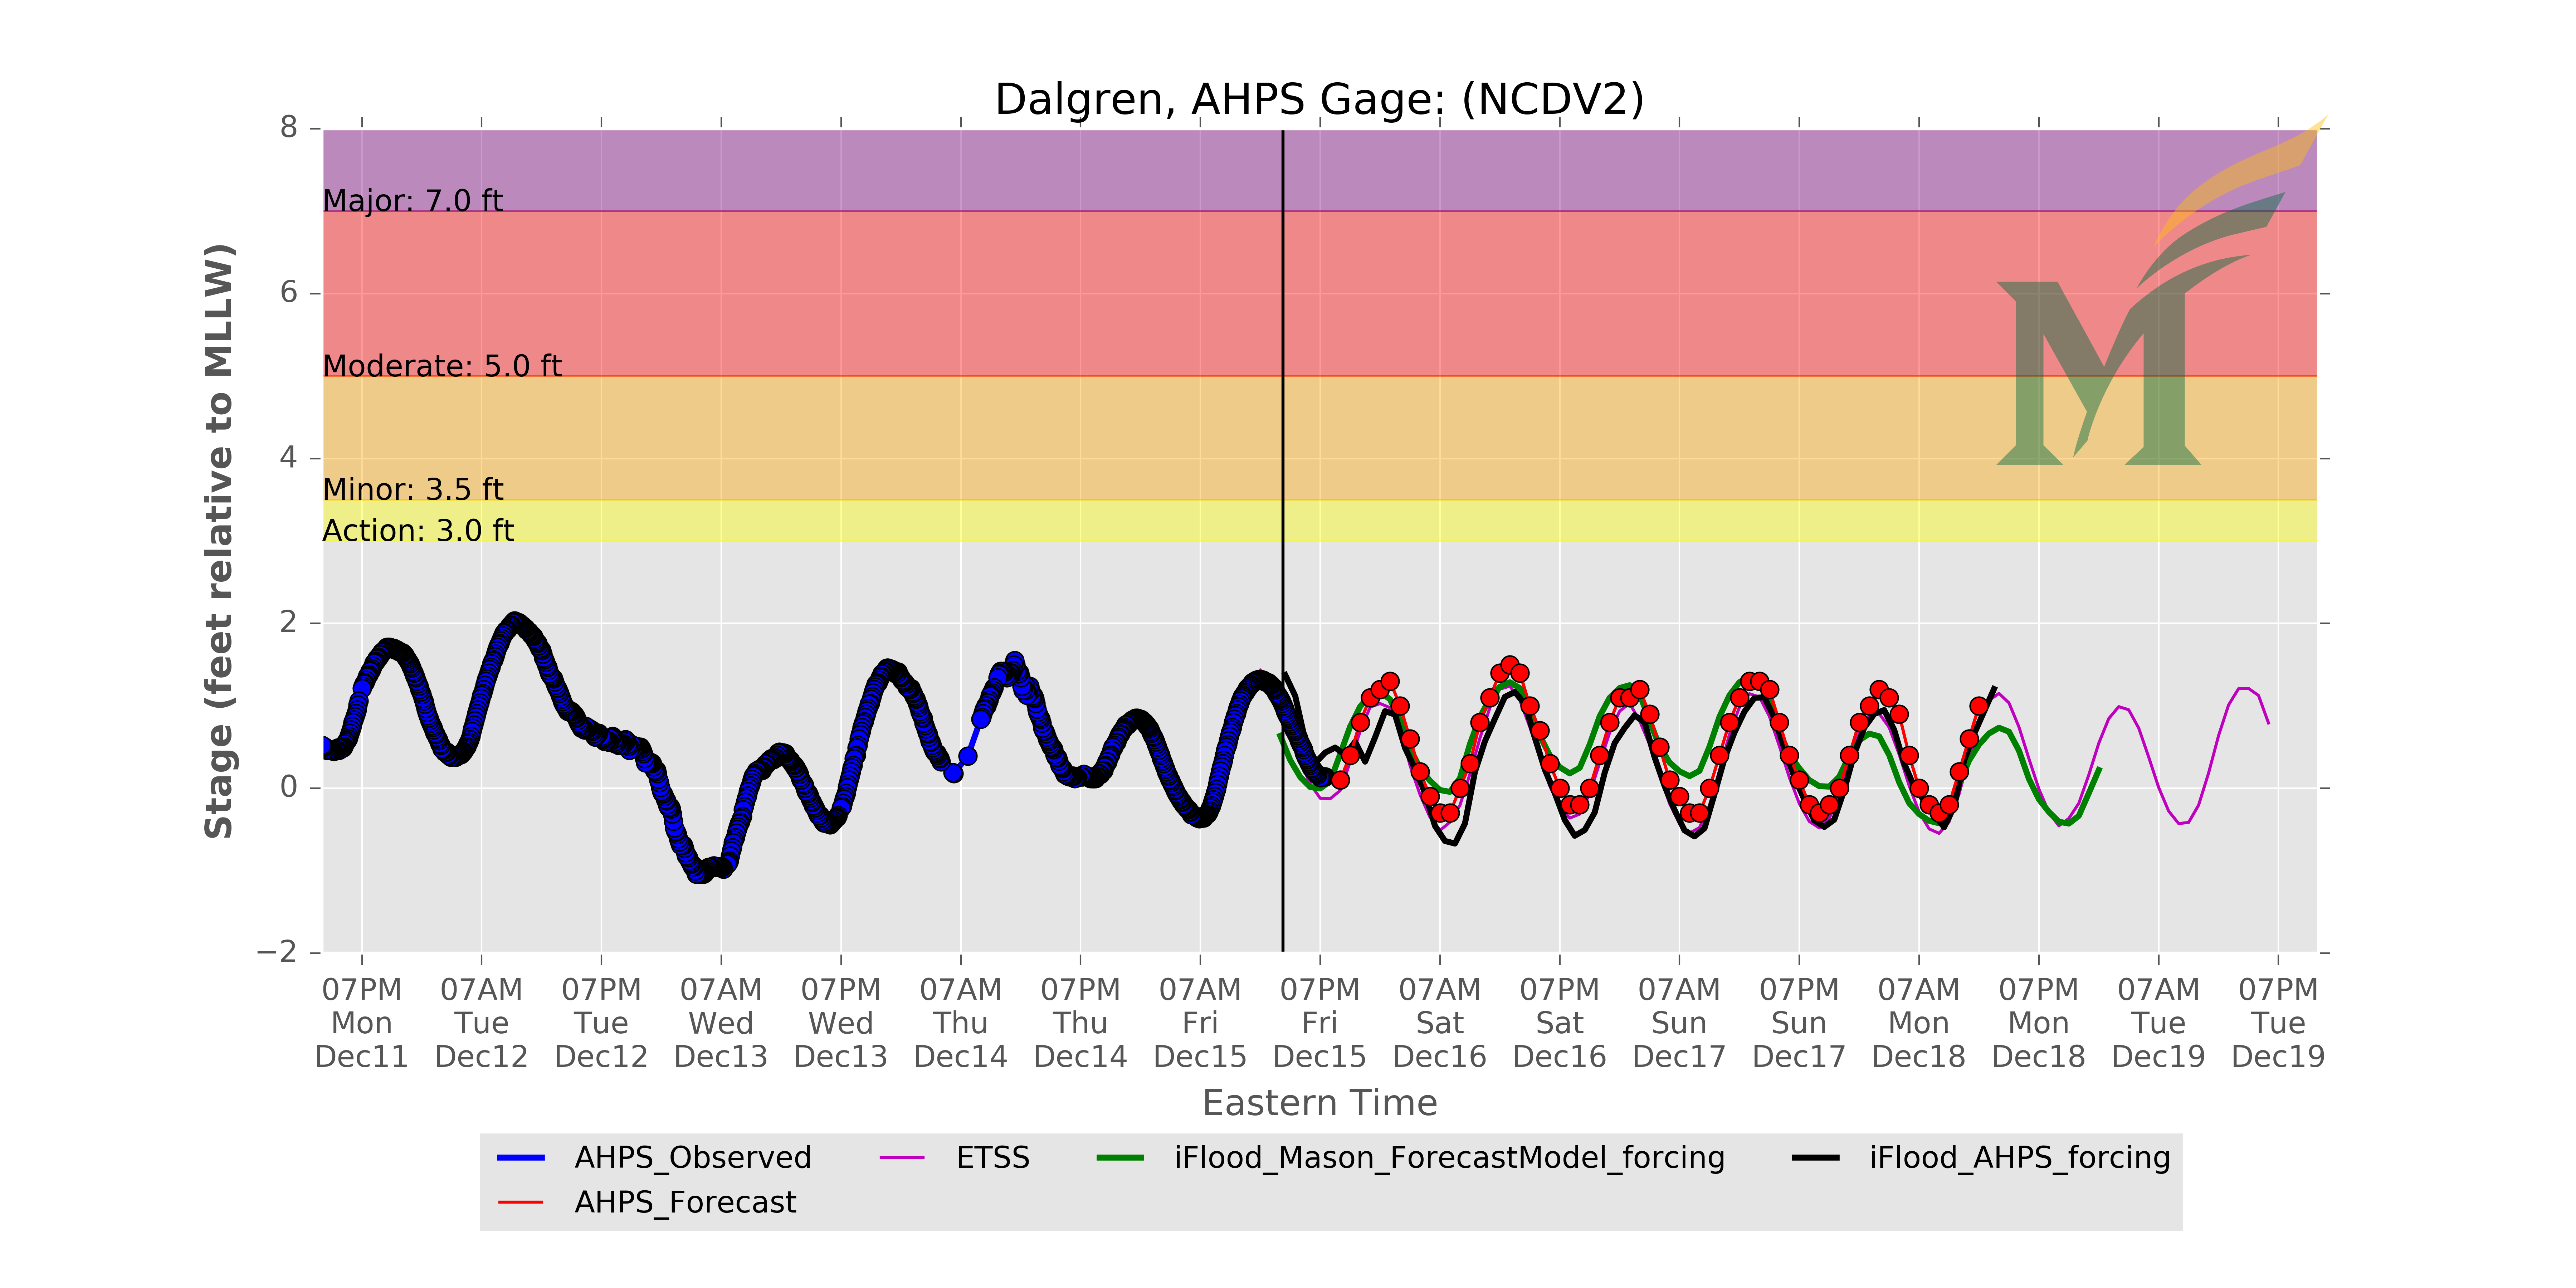 Dalgren, AHPS Gage: (NCDV2)
8
Major: 7.0 ft
6
Moderate: 5.0 ft
4
Minor: 3.5 ft
Action: 3.0 ft
2
0
−2
Stage (feet relative to MLLW)
07PM 07AM 07PM 07AM 07PM 07AM 07PM 07AM 07PM 07AM 07PM 07AM 07PM 07AM 07PM 07AM 07PM
Mon Tue Tue Wed Wed Thu Thu Fri Fri Sat Sat Sun Sun Mon Mon Tue Tue
Dec11 Dec12 Dec12 Dec13 Dec13 Dec14 Dec14 Dec15 Dec15 Dec16 Dec16 Dec17 Dec17 Dec18 Dec18 Dec19 Dec19
Eastern Time
AHPS_Observed ETSS iFlood_Mason_ForecastModel_forcing iFlood_AHPS_forcing
AHPS_Forecast
M